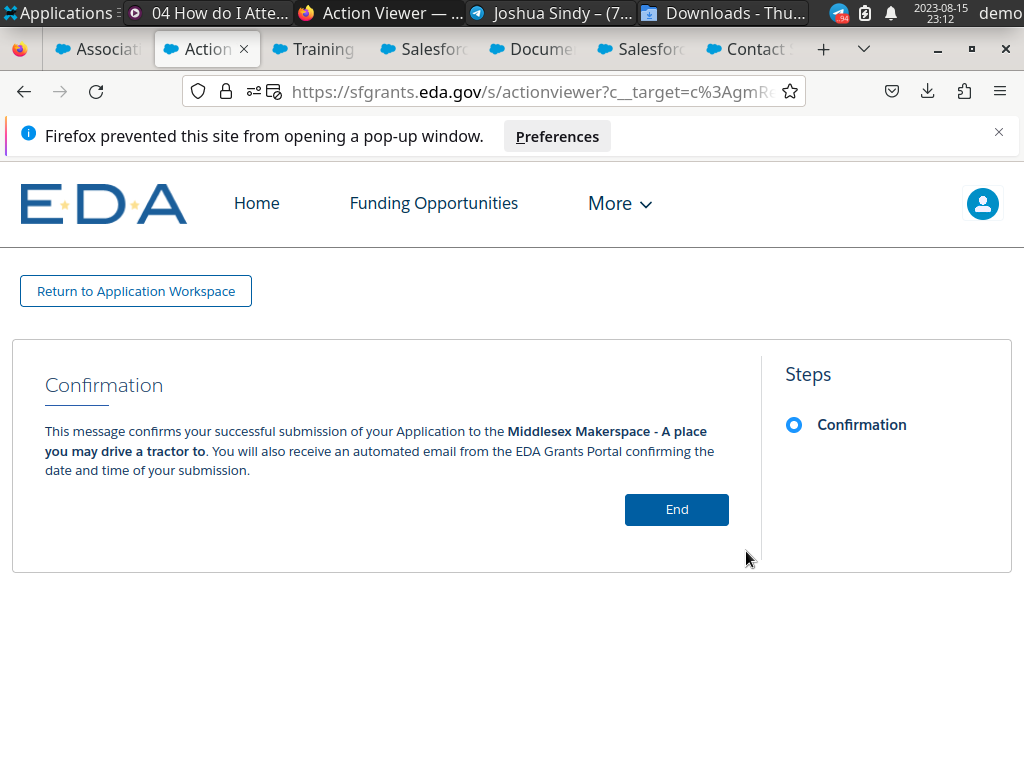 Applications
04 How do I Atte...
Action Viewer — ...
Joshua Sindy – (7...
Downloads - Thu...
94
2023-08-15
23:12
demo
Associati
Action
Training
Salesforc
Docume
Salesforc
Contact
https://sfgrants.eda.gov/s/actionviewer?c__target=c%3AgmRe
Firefox prevented this site from opening a pop-up window.
Preferences
EDA
Home
Funding Opportunities
More
Return to Application Workspace
Confirmation
This message confirms your successful submission of your Application to the Middlesex Makerspace - A place
you may drive a tractor to. You will also receive an automated email from the EDA Grants Portal confirming the
date and time of your submission.
End
Steps
Confirmation